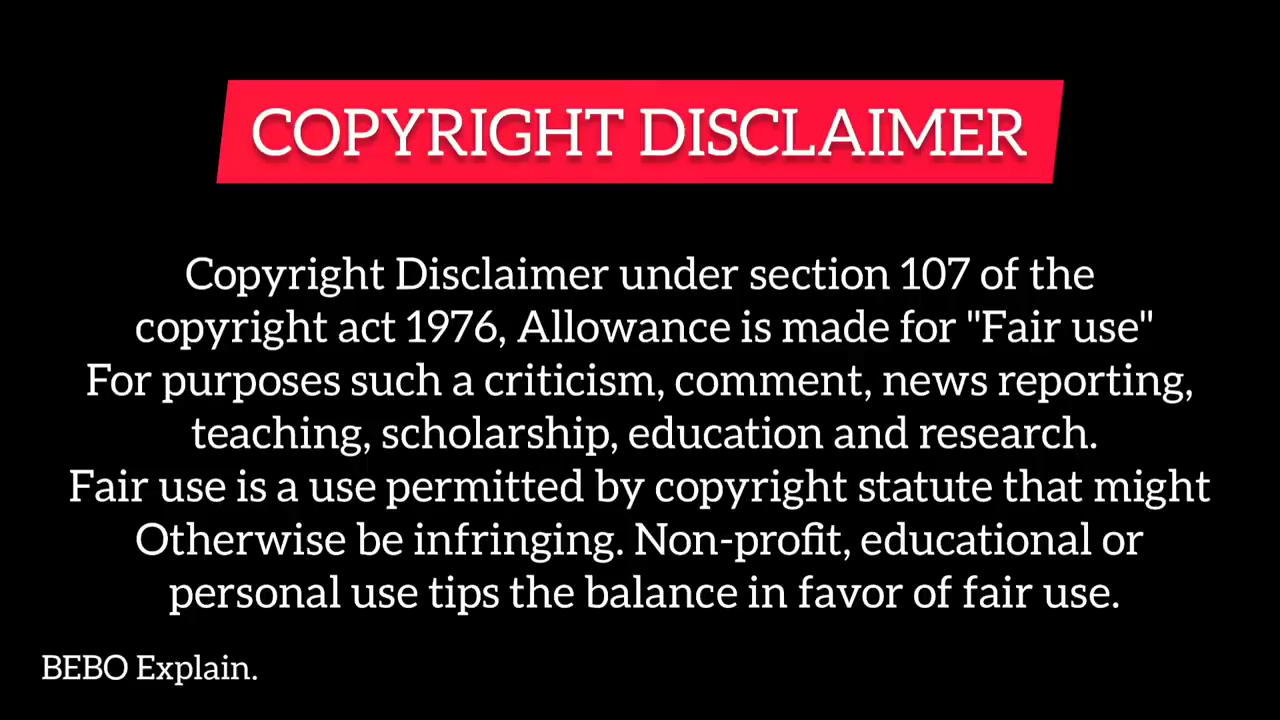 COPYRIGHT DISCLAIMER
Copyright Disclaimer under section 107 of the
copyright act 1976, Allowance is made for "Fair use"
For purposes such a criticism, comment, news reporting,
teaching, scholarship, education and research.
Fair use is a use permitted by copyright statute that might
Otherwise be infringing. Non-profit, educational or
personal use tips the balance in favor of fair use.
BEBO Explain.